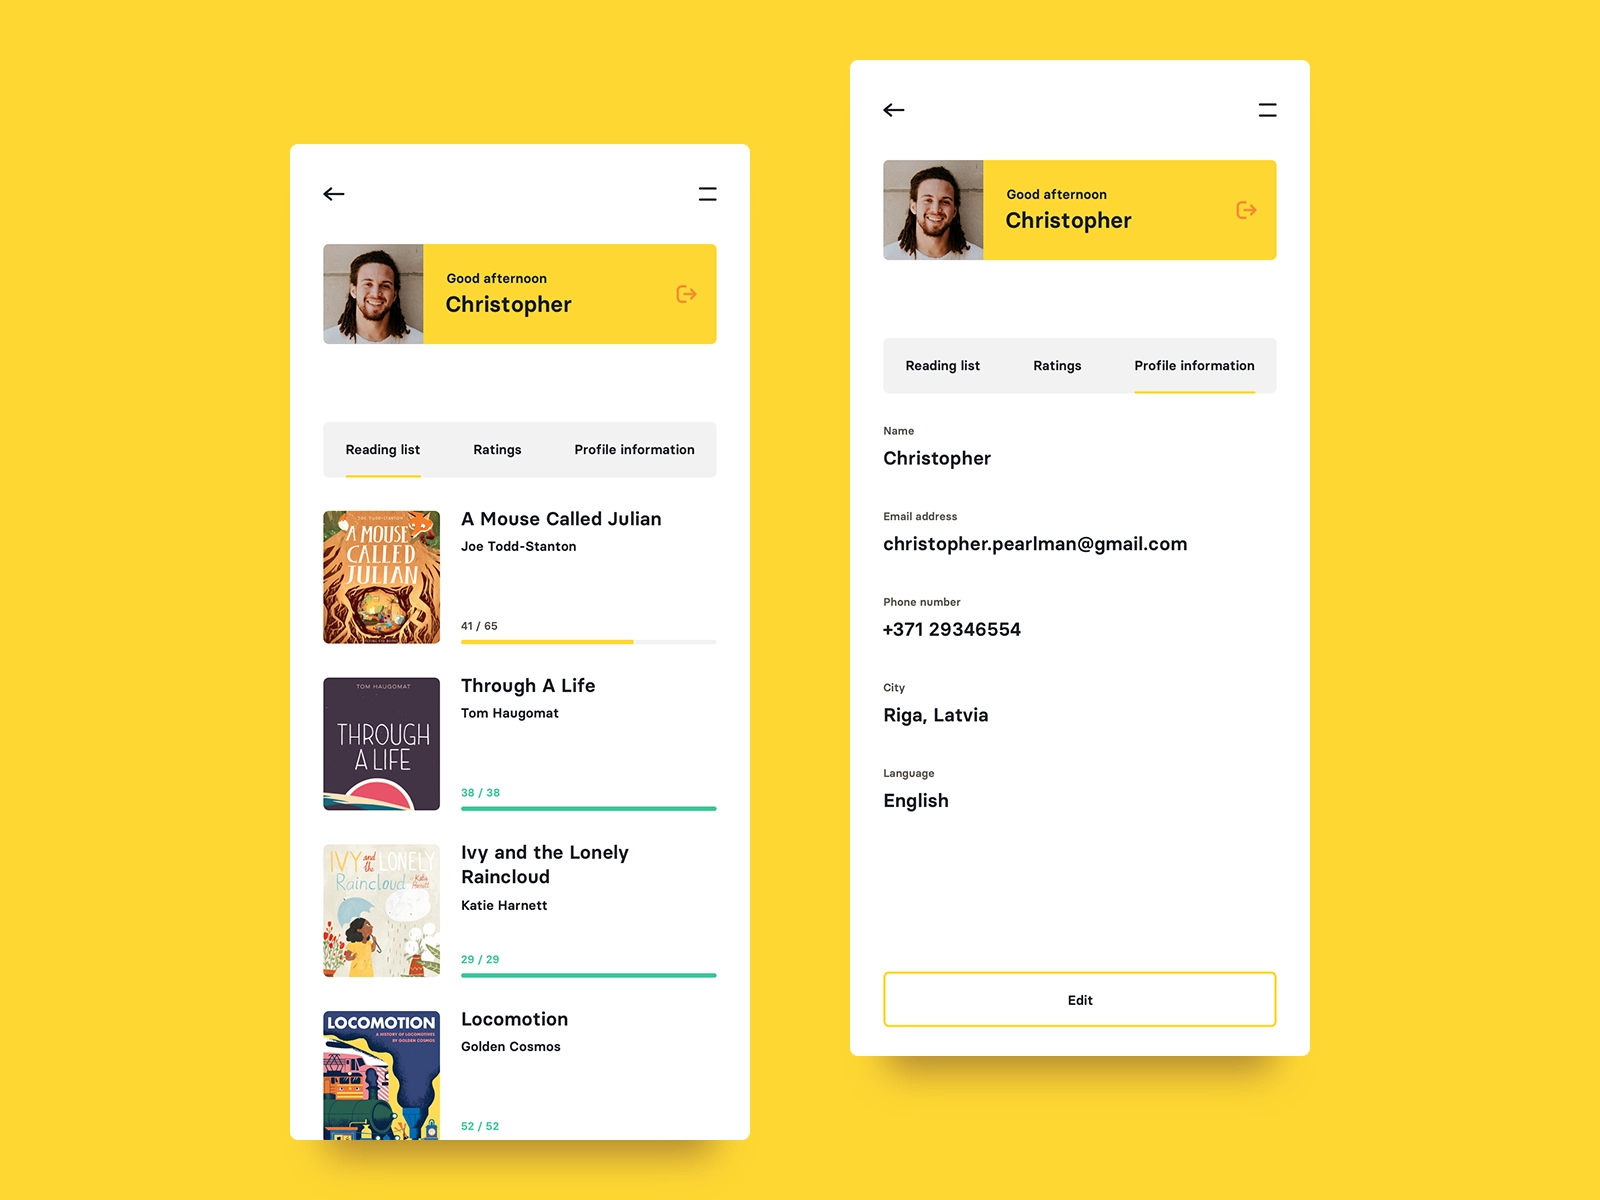 Good afternoon
Christopher
Reading list
Ratings
Profile information
JOE TODD-STANTON
A MOUSE
CALLED
JULIAN
A Mouse Called Julian
Joe Todd-Stanton
41 / 65
TOM HAUGOMAT
THROUGH
A LIFE
Through A Life
Tom Haugomat
38 / 38
IVY and the LONELY
Raincloud
Katie
Harnett
Ivy and the Lonely
Raincloud
Katie Harnett
29 / 29
LOCOMOTION
A HISTORY OF LOCOMOTIVES
BY GOLDEN COSMOS
Locomotion
Golden Cosmos
52 / 52
Good afternoon
Christopher
Reading list
Ratings
Profile information
Name
Christopher
Email address
christopher.pearlman@gmail.com
Phone number
+371 29346554
City
Riga, Latvia
Language
English
Edit